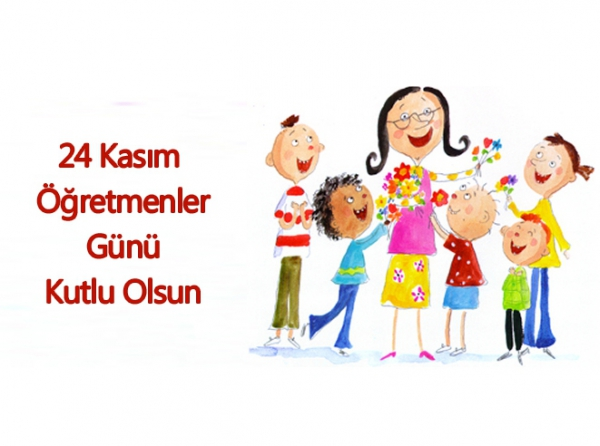 24 Kasım
Öğretmenler
Günü
Kutlu Olsun